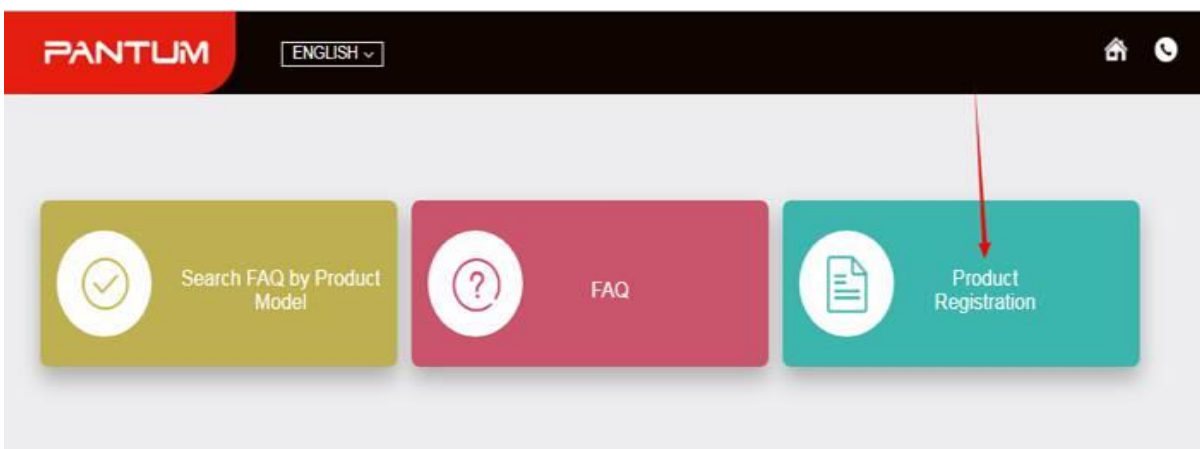 PANTUM
ENGLISH
Search FAQ by Product
Model
FAQ
Product
Registration